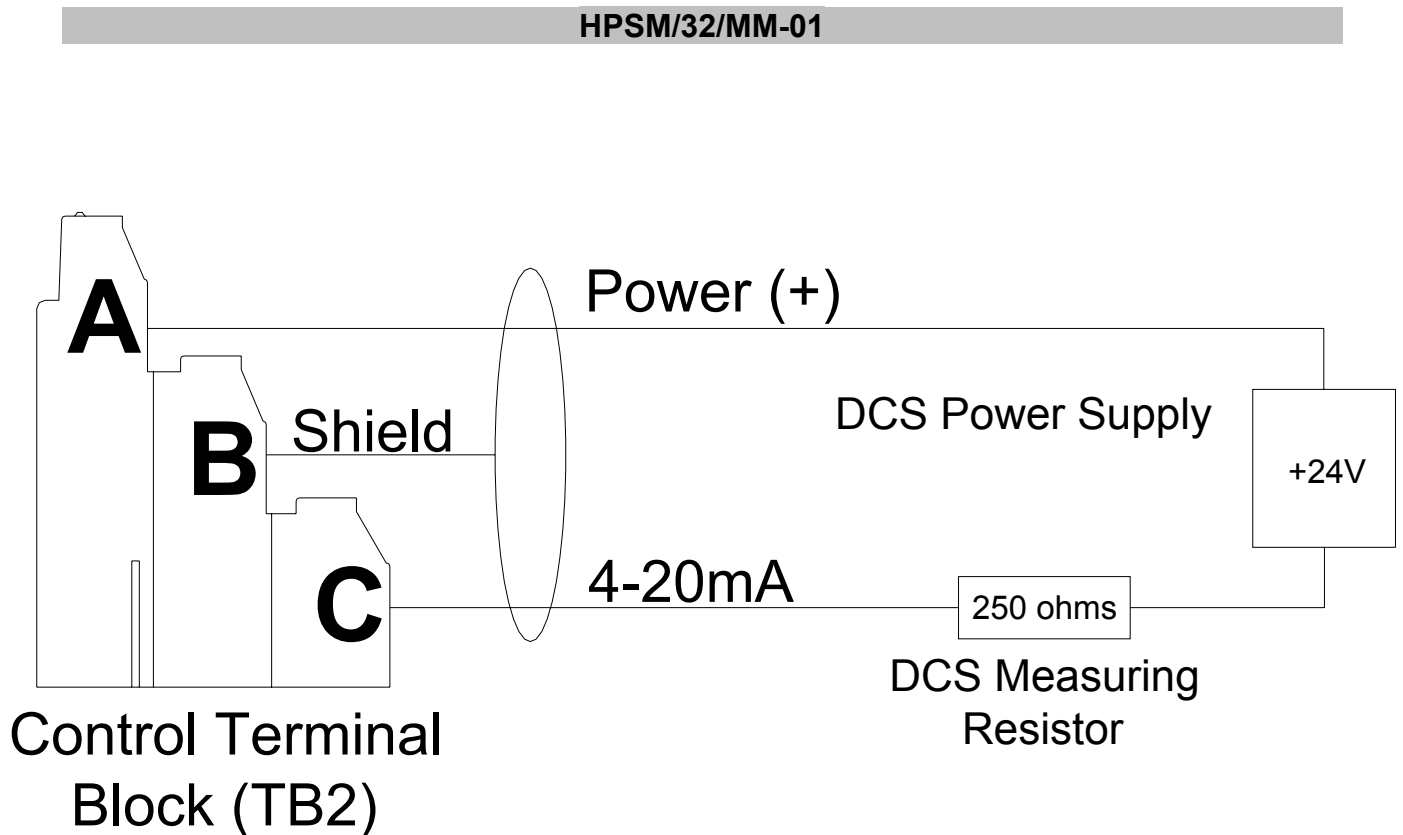 HPSM/32/MM-01
A
Power (+)
DCS Power Supply
B
Shield
+24V
C
4-20mA
250 ohms
DCS Measuring
Resistor
Control Terminal
Block (TB2)